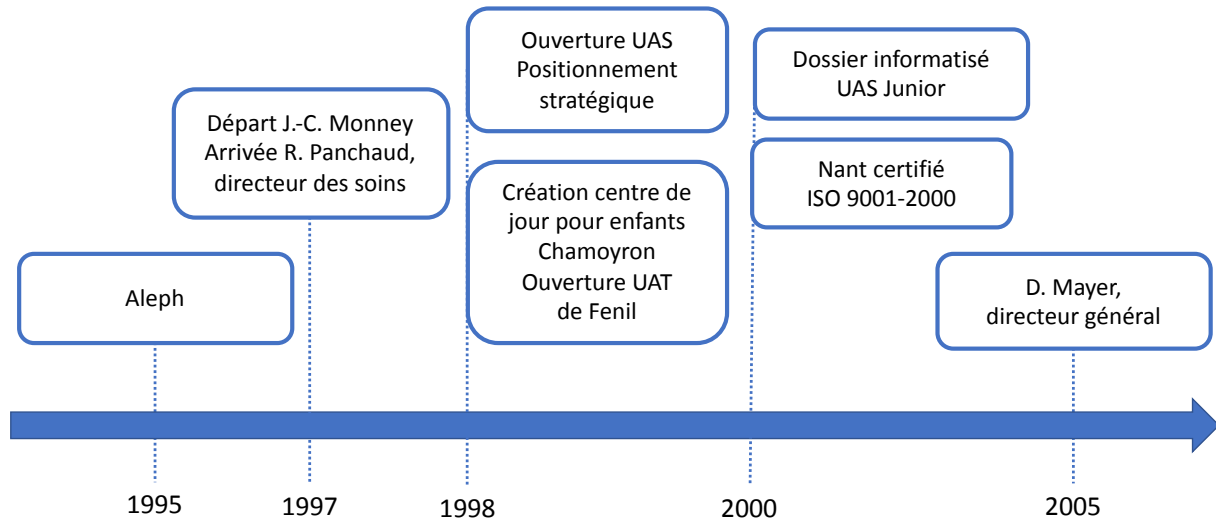 Aleph
Départ J.-C. Monney
Arrivée R. Panchaud,
directeur des soins
Ouverture UAS
Positionnement
stratégique
Création centre de
jour pour enfants
Chamoyron
Ouverture UAT
de Fenil
Dossier informatisé
UAS Junior
Nant certifié
ISO 9001-2000
D. Mayer,
directeur général
1995
1997
1998
2000
2005